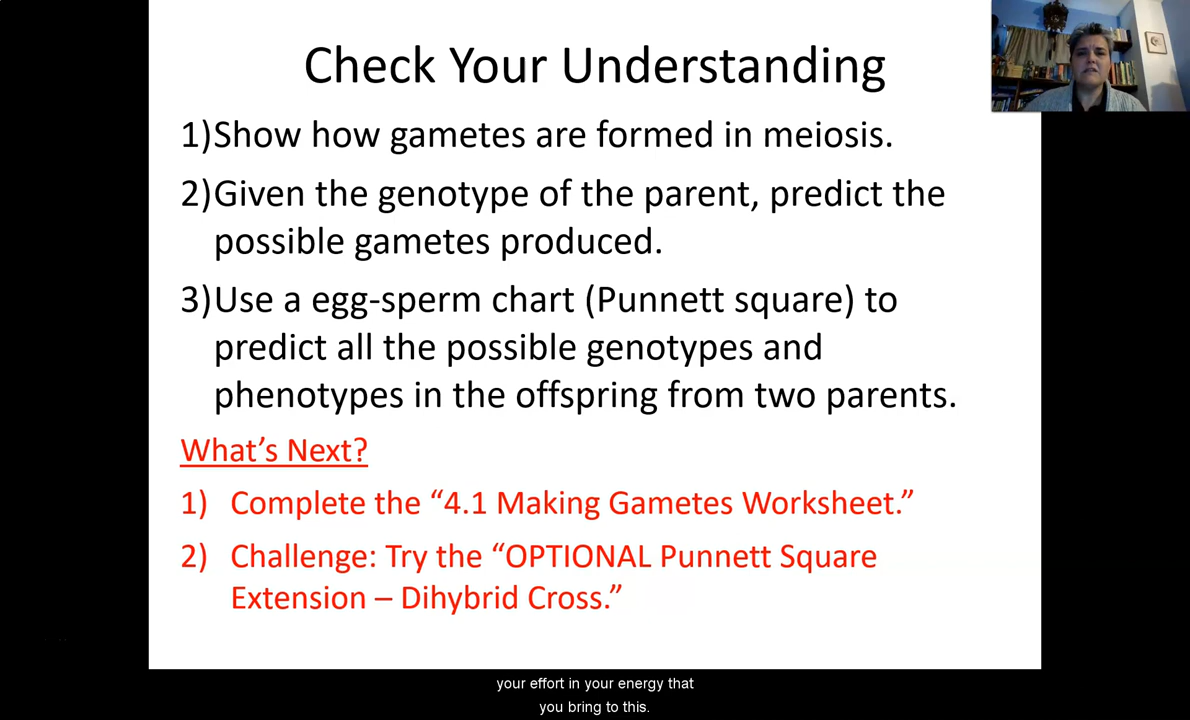 Check Your Understanding
1)Show how gametes are formed in meiosis.
2)Given the genotype of the parent, predict the
possible gametes produced.
3)Use a egg-sperm chart (Punnett square) to
predict all the possible genotypes and
phenotypes in the offspring from two parents.
What’s Next?
1) Complete the “4.1 Making Gametes Worksheet.”
2) Challenge: Try the “OPTIONAL Punnett Square
Extension – Dihybrid Cross.”
your effort in your energy that
you bring to this.